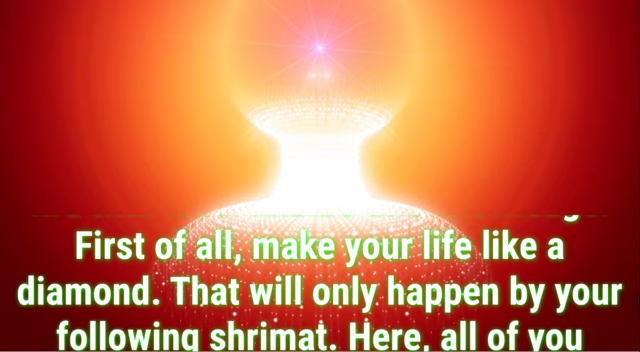 First of all, make your life like a
diamond. That will only happen by your
following shrimat. Here, all of you